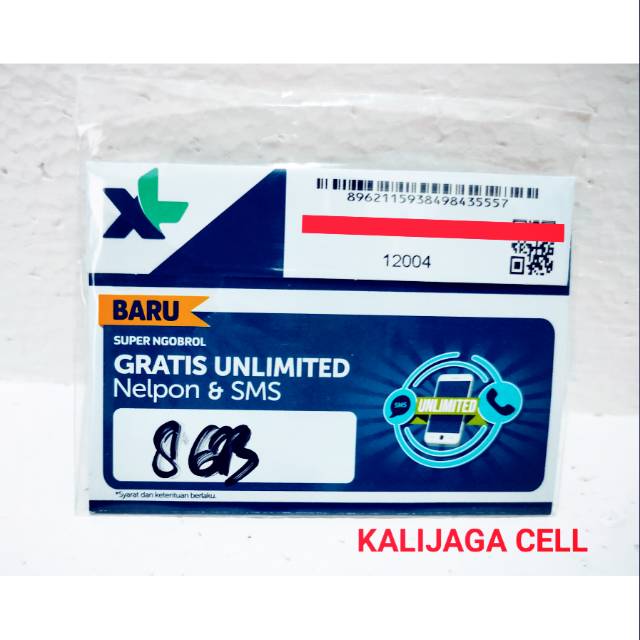 XL
8962115938498435557
12004
BARU
SUPER NGOBROL
GRATIS UNLIMITED
Nelpon & SMS
SMS
UNLIMITED
8 GB
*Syarat dan ketentuan berlaku.
KALIJAGA CELL